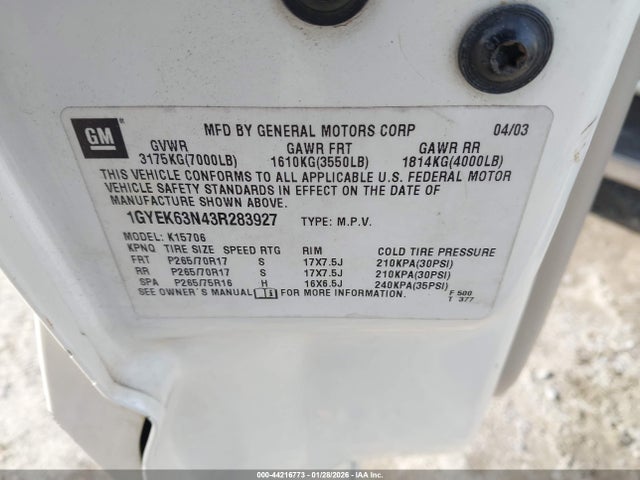 GM
MFD BY GENERAL MOTORS CORP 04/03
GVWR GAWR FRT GAWR RR
3175KG(7000LB) 1610KG(3550LB) 1814KG(4000LB)
THIS VEHICLE CONFORMS TO ALL APPLICABLE U.S. FEDERAL MOTOR
VEHICLE SAFETY STANDARDS IN EFFECT ON THE DATE OF
MANUFACTURE SHOWN ABOVE.
1GYEK63N43R283927 TYPE: M.P.V.
MODEL: K15706
KPNQ TIRE SIZE SPEED RTG RIM COLD TIRE PRESSURE
FRT P265/70R17 S 17X7.5J 210KPA(30PSI)
RR P265/70R17 S 17X7.5J 210KPA(30PSI)
SPA P265/75R16 H 16X6.5J 240KPA(35PSI)
SEE OWNER'S MANUAL FOR MORE INFORMATION. F 500
T 377
000-44216773 - 01/28/2026 - IAAI Inc.